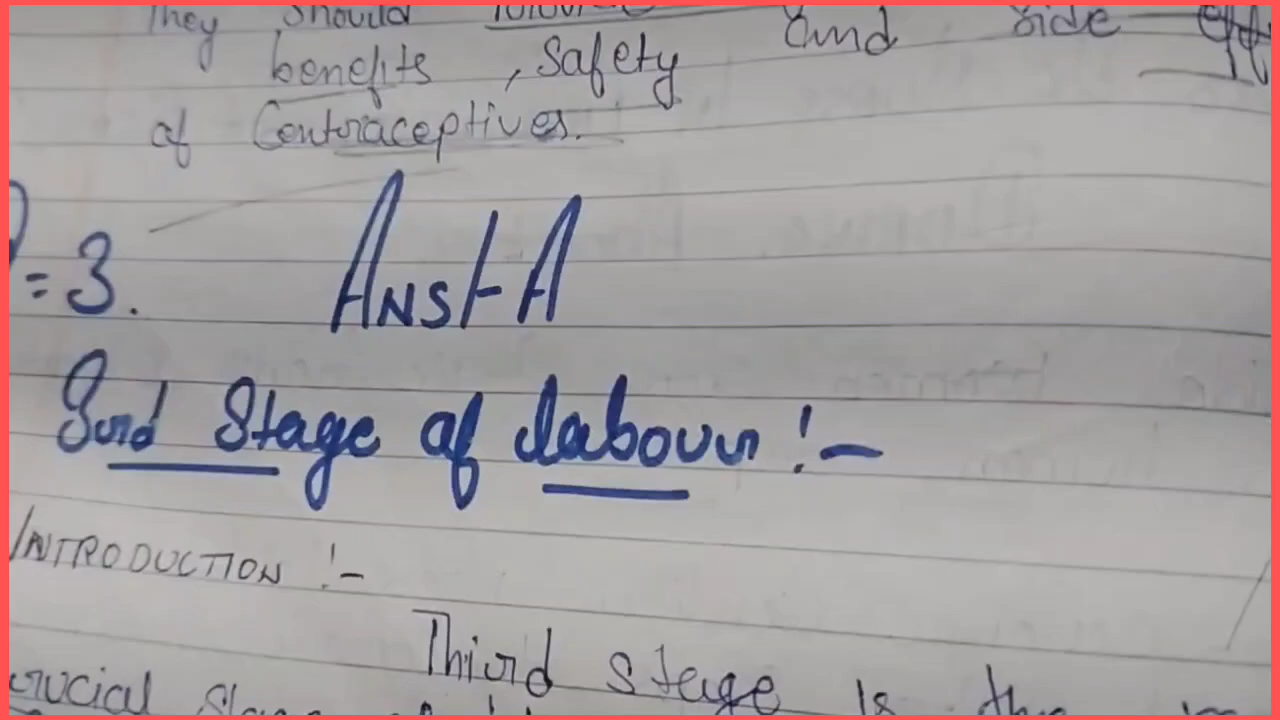 They should
benefits , Safety and side
of Contraceptives.
= 3. Ans:- A
3rd Stage of labour :-
INTRODUCTION :-
Third stage is the
crucial